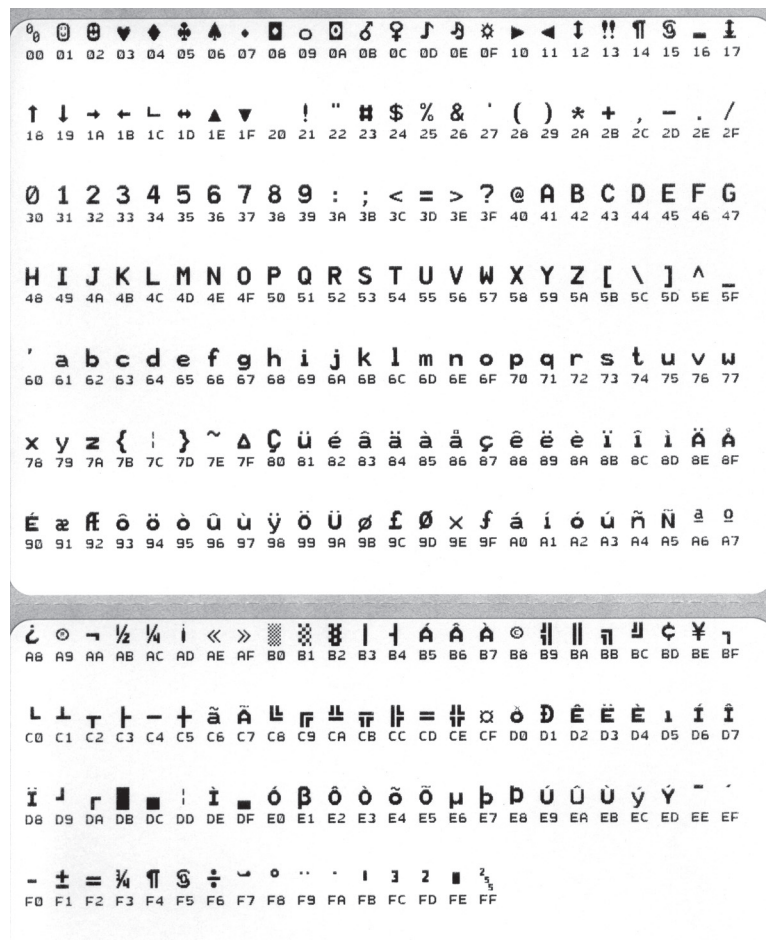 ⁰₀ ☺ ☻ ♥ ♦ ♣ ♠ • ◘ ○ ◙ ♂ ♀ ♪ ♫ ☼ ► ◄ ↕ ‼ ¶ § ▬ ↨
00 01 02 03 04 05 06 07 08 09 0A 0B 0C 0D 0E 0F 10 11 12 13 14 15 16 17
↑ ↓ → ← ∟ ↔ ▲ ▼ ! " # $ % & ' ( ) * + , - . /
18 19 1A 1B 1C 1D 1E 1F 20 21 22 23 24 25 26 27 28 29 2A 2B 2C 2D 2E 2F
0 1 2 3 4 5 6 7 8 9 : ; < = > ? @ A B C D E F G
30 31 32 33 34 35 36 37 38 39 3A 3B 3C 3D 3E 3F 40 41 42 43 44 45 46 47
H I J K L M N O P Q R S T U V W X Y Z [ \ ] ^ _
48 49 4A 4B 4C 4D 4E 4F 50 51 52 53 54 55 56 57 58 59 5A 5B 5C 5D 5E 5F
' a b c d e f g h i j k l m n o p q r s t u v w
60 61 62 63 64 65 66 67 68 69 6A 6B 6C 6D 6E 6F 70 71 72 73 74 75 76 77
x y z { ¦ } ~ ∆ Ç ü é â ä à å ç ê ë è ï î ì Ä Å
78 79 7A 7B 7C 7D 7E 7F 80 81 82 83 84 85 86 87 88 89 8A 8B 8C 8D 8E 8F
É æ Æ ô ö ò û ù ÿ Ö Ü ø £ Ø × ƒ á í ó ú ñ Ñ ª º
90 91 92 93 94 95 96 97 98 99 9A 9B 9C 9D 9E 9F A0 A1 A2 A3 A4 A5 A6 A7
¿ ® ¬ ½ ¼ ¡ « » ░ ▒ ▓ │ ┤ Á Â À © ╣ ║ ╗ ╝ ¢ ¥ ┐
A8 A9 AA AB AC AD AE AF B0 B1 B2 B3 B4 B5 B6 B7 B8 B9 BA BB BC BD BE BF
└ ┴ ┬ ├ ─ ┼ ã Ã ╚ ╔ ╩ ╦ ╠ = ╬ ¤ ð Đ Ê Ë È ı Í Î
C0 C1 C2 C3 C4 C5 C6 C7 C8 C9 CA CB CC CD CE CF D0 D1 D2 D3 D4 D5 D6 D7
Ï ┘ ┌ █ ▄ ¦ Ì ▬ Ó β Ô Ò õ Õ µ þ Þ Ú Û Ù ý Ý ¯ ´
D8 D9 DA DB DC DD DE DF E0 E1 E2 E3 E4 E5 E6 E7 E8 E9 EA EB EC ED EE EF
- ± = ¾ ¶ § ÷ ¸ ° ¨ · ¹ ³ ² ■ ²₅₅
F0 F1 F2 F3 F4 F5 F6 F7 F8 F9 FA FB FC FD FE FF